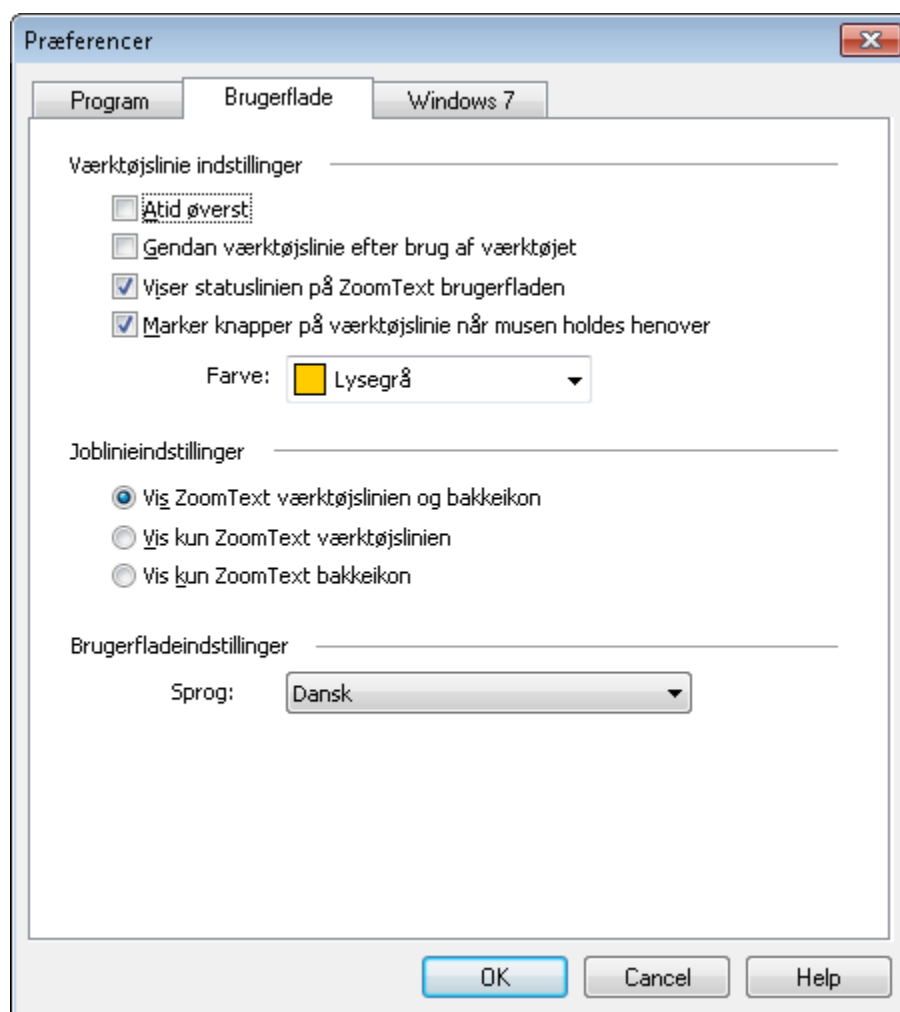 Præferencer
Program Brugerflade Windows 7
Værktøjslinie indstillinger
Atid øverst
Gendan værktøjslinie efter brug af værktøjet
Viser statuslinien på ZoomText brugerfladen
Marker knapper på værktøjslinie når musen holdes henover
Farve: Lysegrå
Joblinieindstillinger
Vis ZoomText værktøjslinien og bakkeikon
Vis kun ZoomText værktøjslinien
Vis kun ZoomText bakkeikon
Brugerfladeindstillinger
Sprog: Dansk
OK Cancel Help